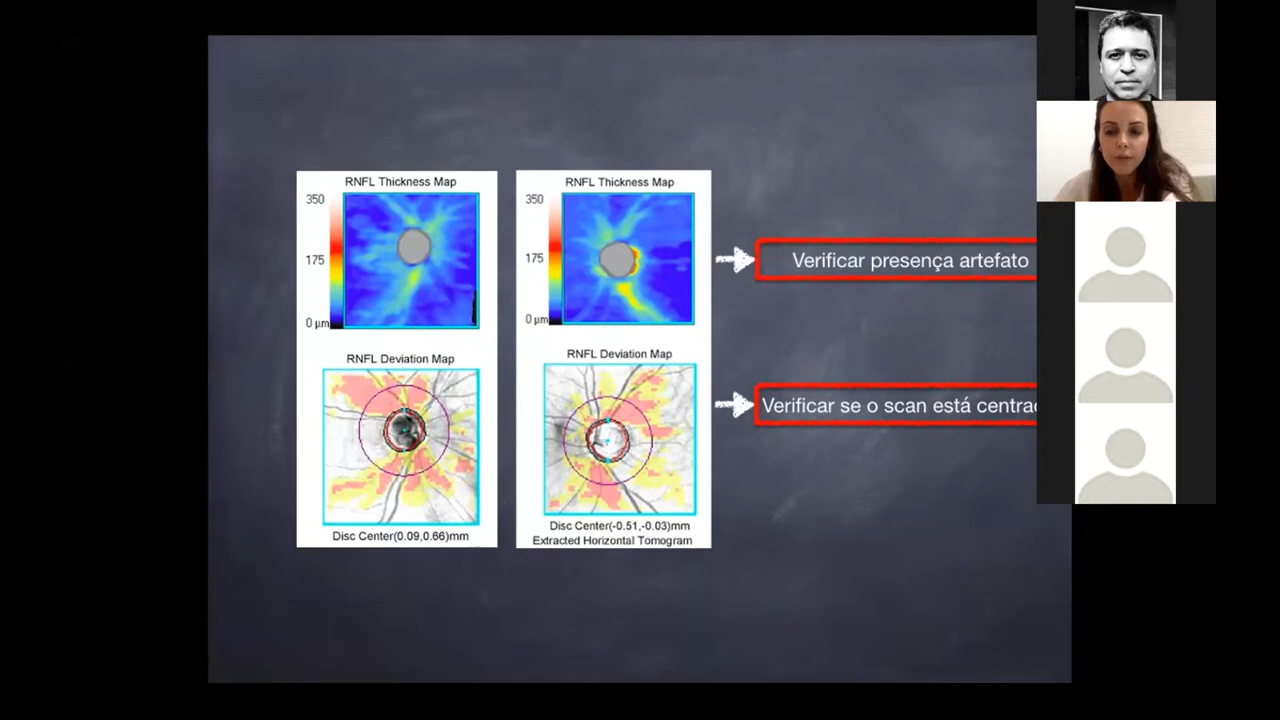 RNFL Thickness Map
350
175
0 µm
RNFL Deviation Map
Disc Center(0.09,0.66)mm
RNFL Thickness Map
350
175
0 µm
RNFL Deviation Map
Disc Center(-0.51,-0.03)mm
Extracted Horizontal Tomogram
Verificar presença artefato
Verificar se o scan está